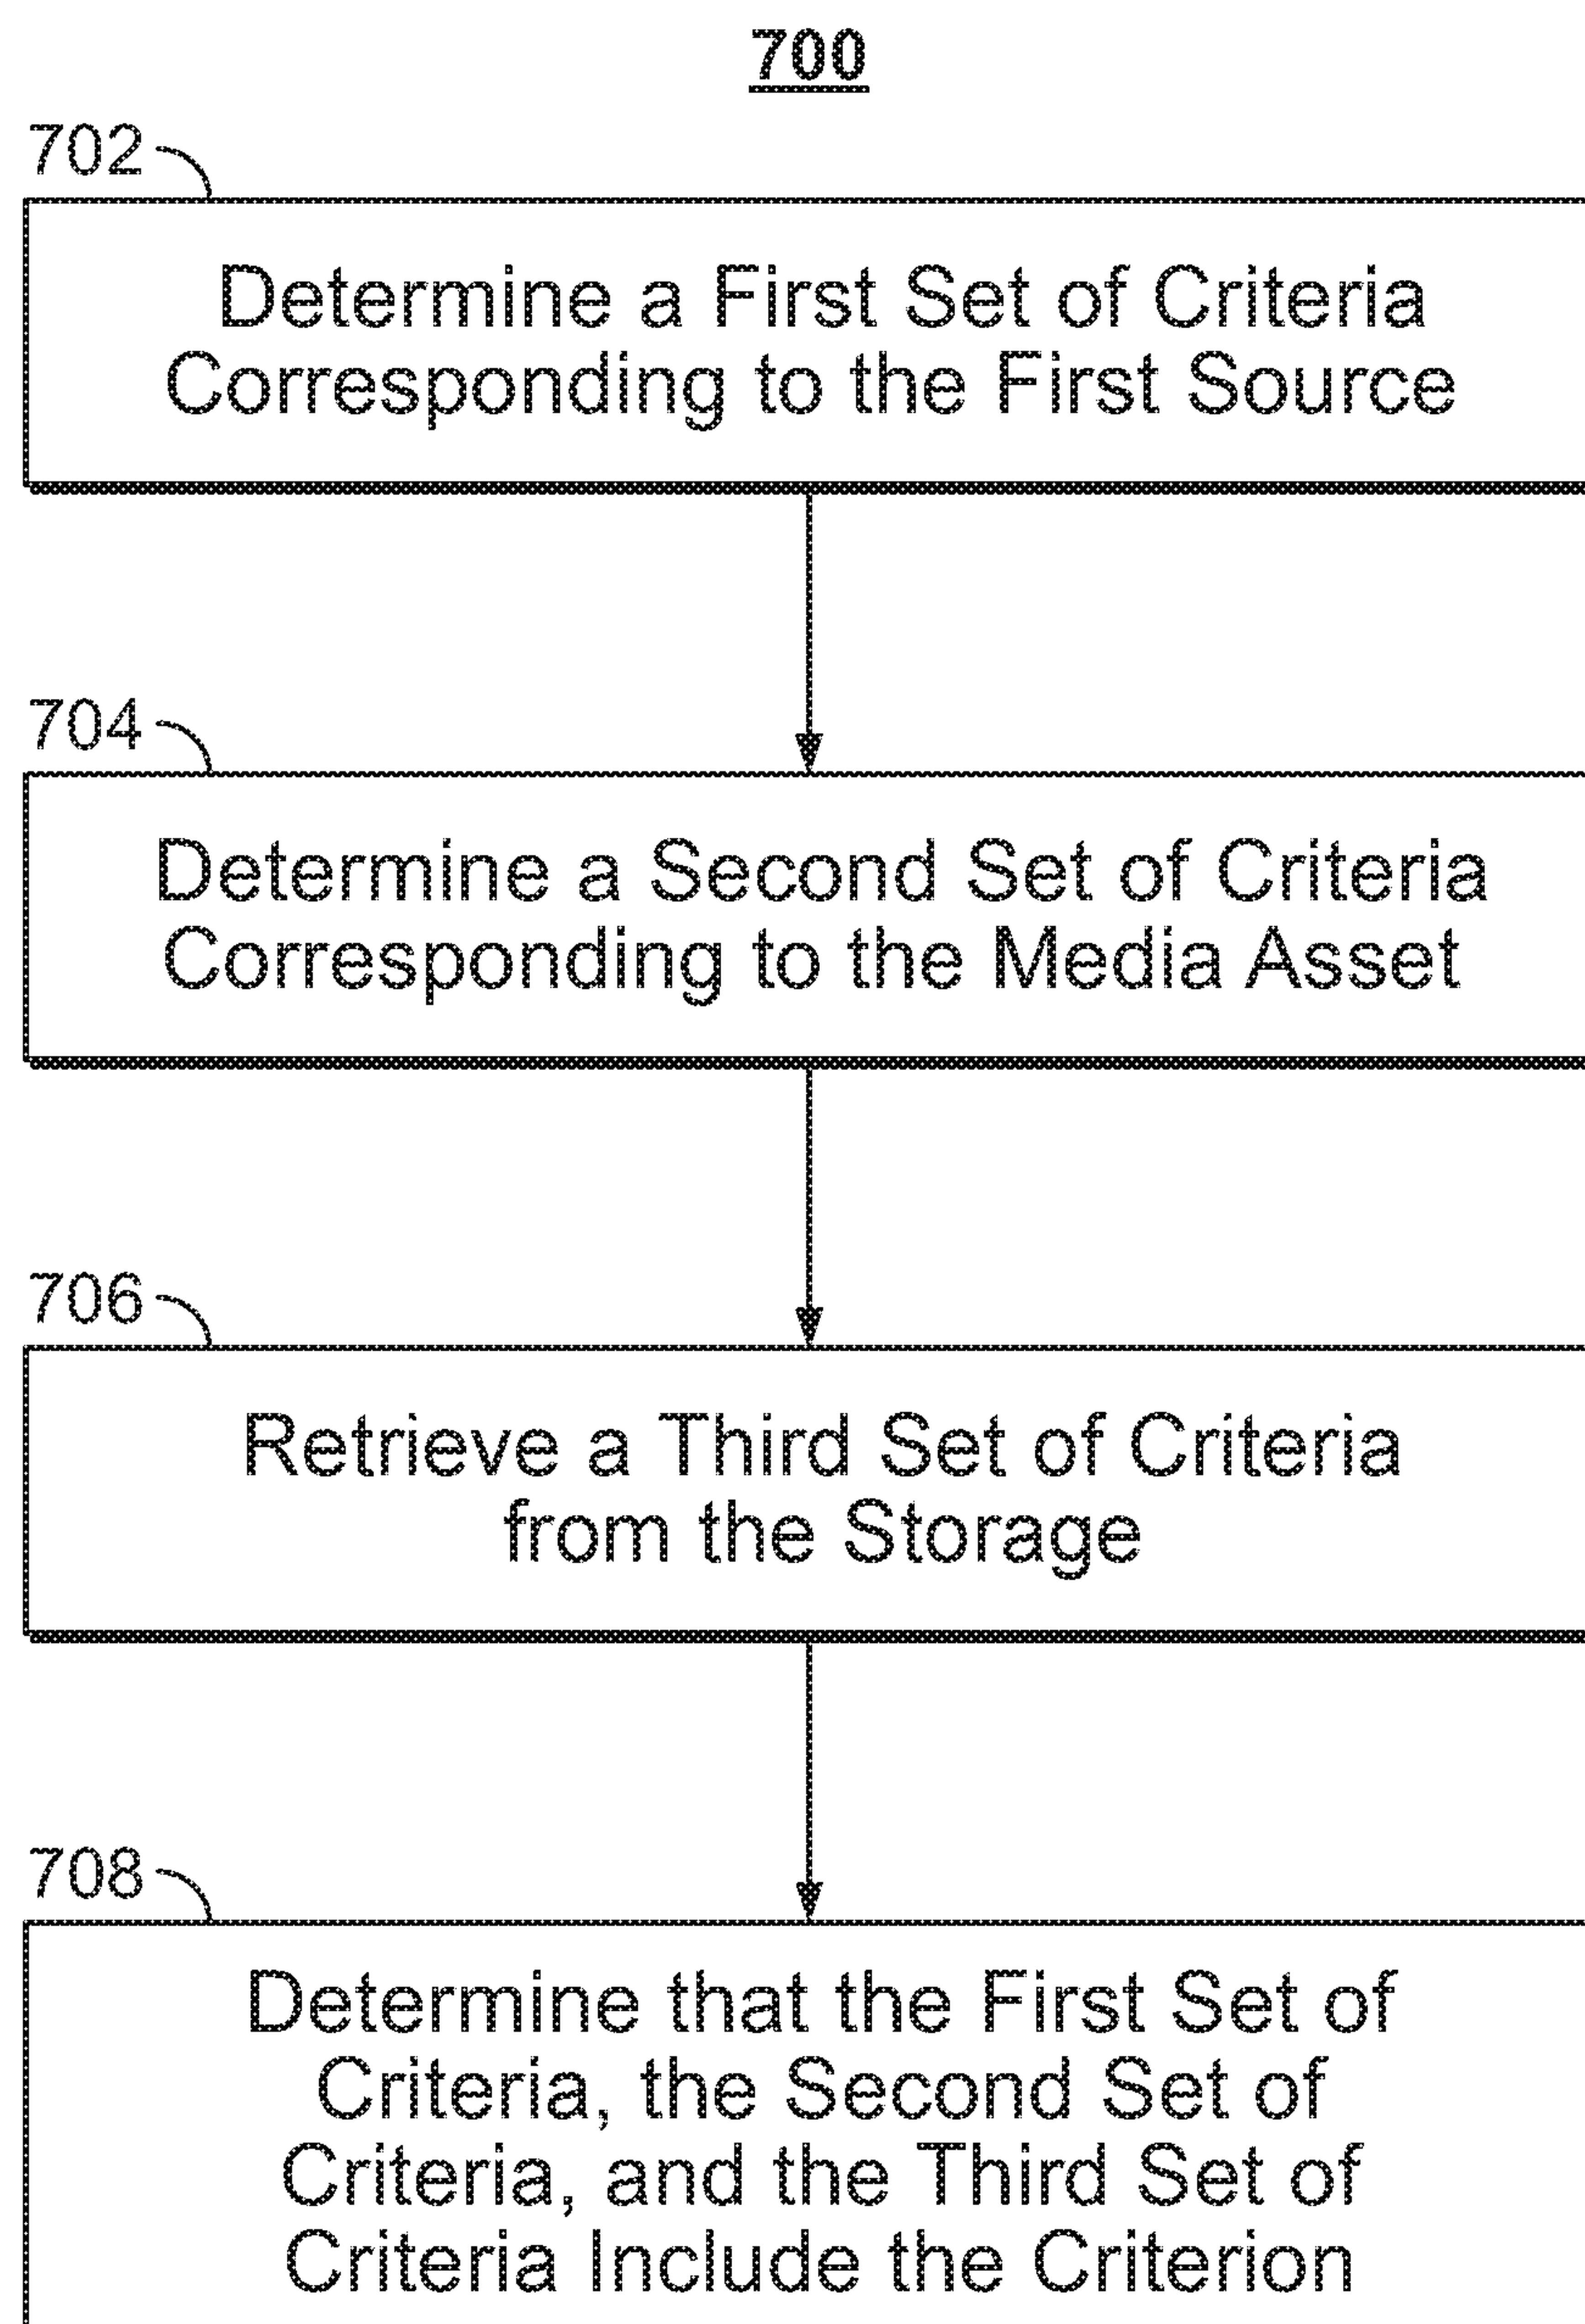 700
702
Determine a First Set of Criteria
Corresponding to the First Source
704
Determine a Second Set of Criteria
Corresponding to the Media Asset
706
Retrieve a Third Set of Criteria
from the Storage
708
Determine that the First Set of
Criteria, the Second Set of
Criteria, and the Third Set of
Criteria Include the Criterion